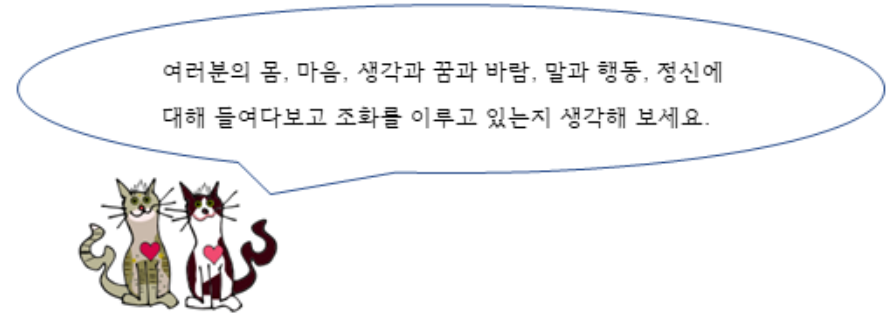 여러분의 몸, 마음, 생각과 꿈과 바람, 말과 행동, 정신에
대해 들여다보고 조화를 이루고 있는지 생각해 보세요.